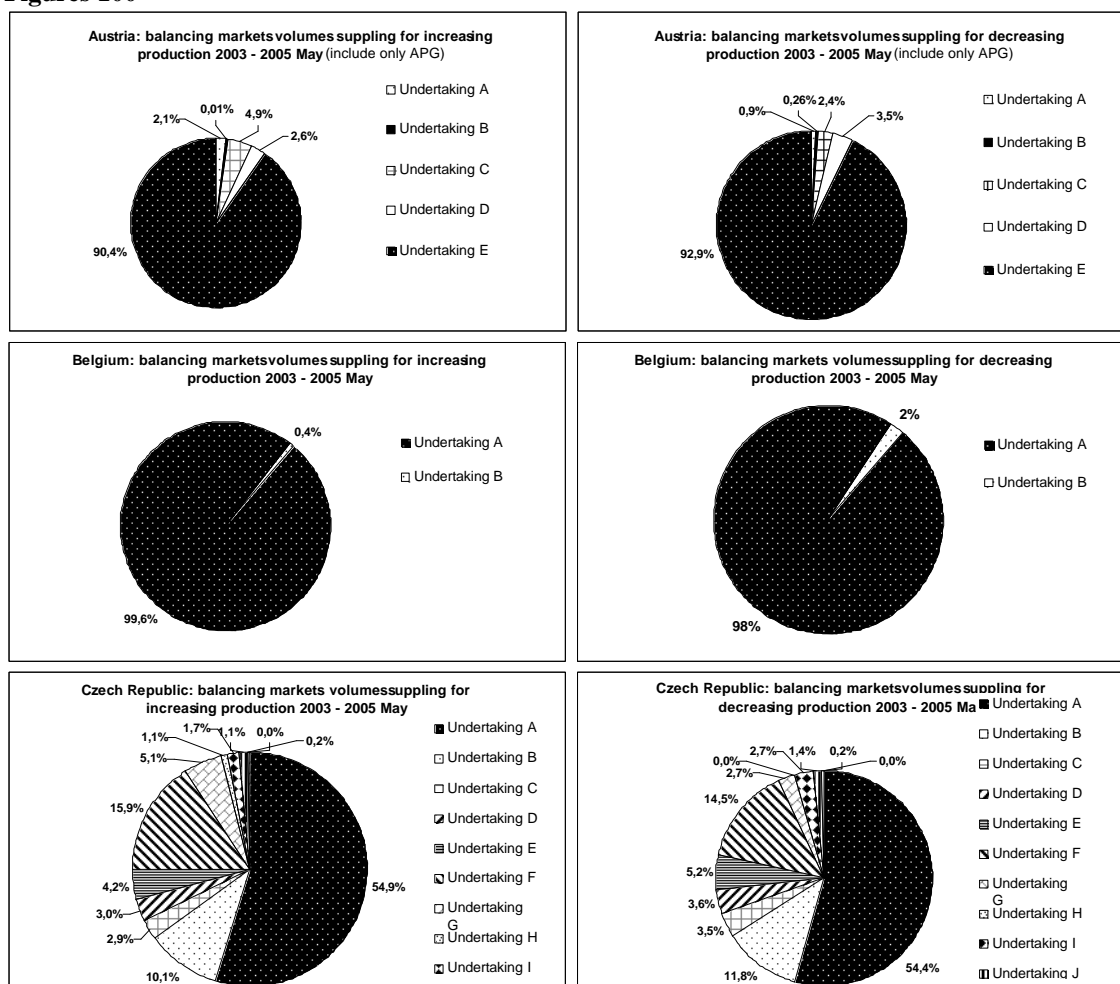 Austria: balancing markets volumes suppling for increasing
production 2003 - 2005 May (include only APG)
2,1%
0,01%
4,9%
2,6%
90,4%
Undertaking A
Undertaking B
Undertaking C
Undertaking D
Undertaking E
Austria: balancing markets volumes suppling for decreasing
production 2003 - 2005 May (include only APG)
0,9%
0,26%
2,4%
3,5%
92,9%
Undertaking A
Undertaking B
Undertaking C
Undertaking D
Undertaking E
Belgium: balancing markets volumes suppling for increasing
production 2003 - 2005 May
0,4%
99,6%
Undertaking A
Undertaking B
Belgium: balancing markets volumes suppling for decreasing
production 2003 - 2005 May
2%
98%
Undertaking A
Undertaking B
Czech Republic: balancing markets volumes suppling for
increasing production 2003 - 2005 May
1,7%
1,1%
0,0%
0,2%
1,1%
5,1%
15,9%
4,2%
3,0%
2,9%
10,1%
54,9%
Undertaking A
Undertaking B
Undertaking C
Undertaking D
Undertaking E
Undertaking F
Undertaking
G
Undertaking H
Undertaking I
Czech Republic: balancing markets volumes suppling for
decreasing production 2003 - 2005 Ma
2,7%
1,4%
0,2%
0,0%
0,0%
2,7%
14,5%
5,2%
3,6%
3,5%
11,8%
54,4%
Undertaking A
Undertaking B
Undertaking C
Undertaking D
Undertaking E
Undertaking F
Undertaking
G
Undertaking H
Undertaking I
Undertaking J